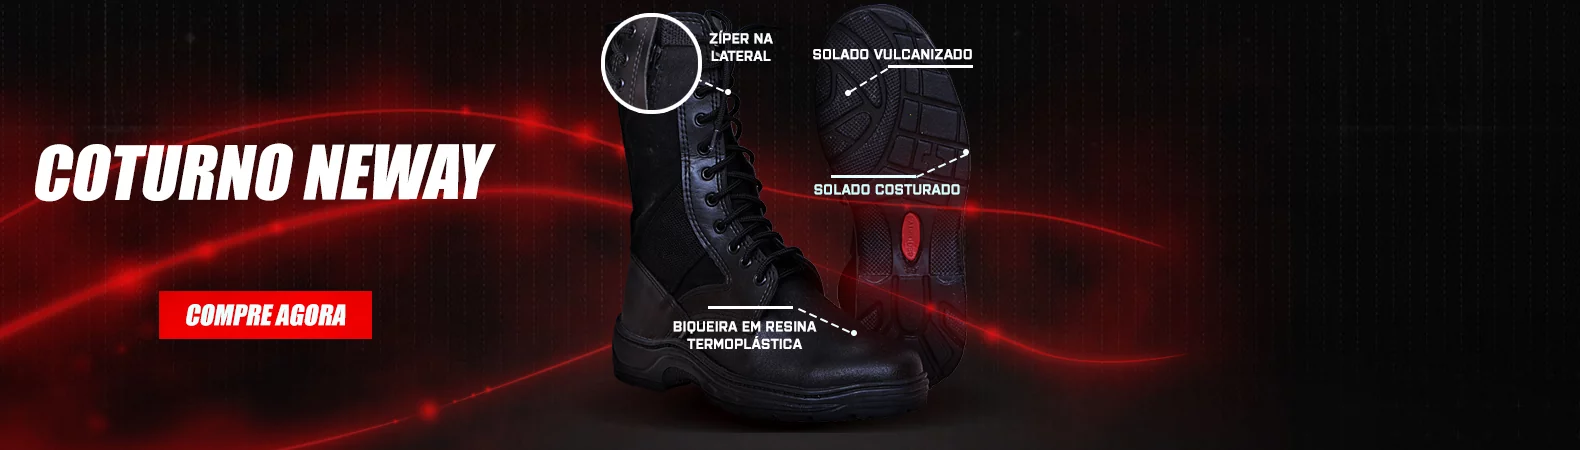 ZÍPER NA
LATERAL
SOLADO VULCANIZADO
COTURNO NEWAY
SOLADO COSTURADO
COMPRE AGORA
BIQUEIRA EM RESINA
TERMOPLÁSTICA